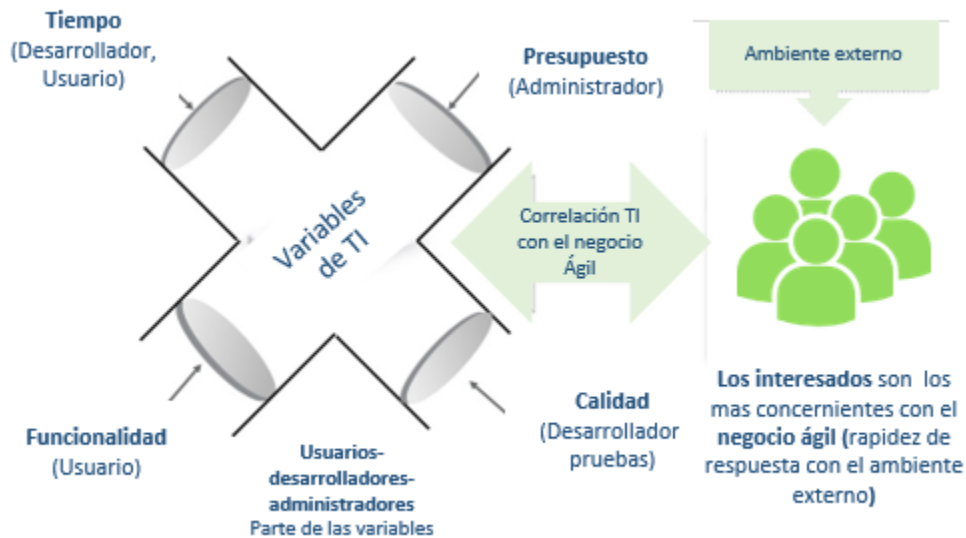 Tiempo
(Desarrollador,
Usuario)
Presupuesto
(Administrador)
Ambiente externo
Variables
de TI
Correlación TI
con el negocio
Ágil
Funcionalidad
(Usuario)
Usuarios-
desarrolladores-
administradores
Parte de las variables
Calidad
(Desarrollador
pruebas)
Los interesados son los
mas concernientes con el
negocio ágil (rapidez de
respuesta con el ambiente
externo)